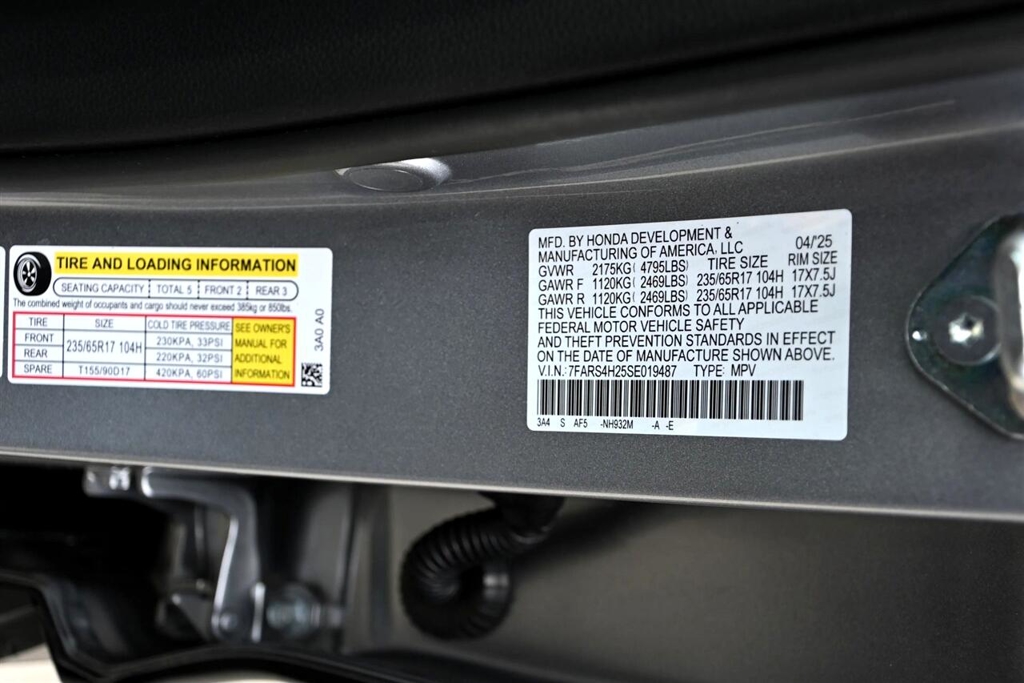 TIRE AND LOADING INFORMATION
SEATING CAPACITY TOTAL 5 FRONT 2 REAR 3
The combined weight of occupants and cargo should never exceed 385kg or 850lbs.
TIRE SIZE COLD TIRE PRESSURE
FRONT 235/65R17 104H 230KPA, 33PSI
REAR 220KPA, 32PSI
SPARE T155/90D17 420KPA, 60PSI
SEE OWNER'S
MANUAL FOR
ADDITIONAL
INFORMATION
3A0 A0
MFD. BY HONDA DEVELOPMENT &
MANUFACTURING OF AMERICA, LLC 04/'25
GVWR 2175KG( 4795LBS) TIRE SIZE RIM SIZE
GAWR F 1120KG( 2469LBS) 235/65R17 104H 17X7.5J
GAWR R 1120KG( 2469LBS) 235/65R17 104H 17X7.5J
THIS VEHICLE CONFORMS TO ALL APPLICABLE
FEDERAL MOTOR VEHICLE SAFETY
AND THEFT PREVENTION STANDARDS IN EFFECT
ON THE DATE OF MANUFACTURE SHOWN ABOVE.
V.I.N.: 7FARS4H25SE019487 TYPE: MPV
3A4 S AF5 -NH932M -A -E